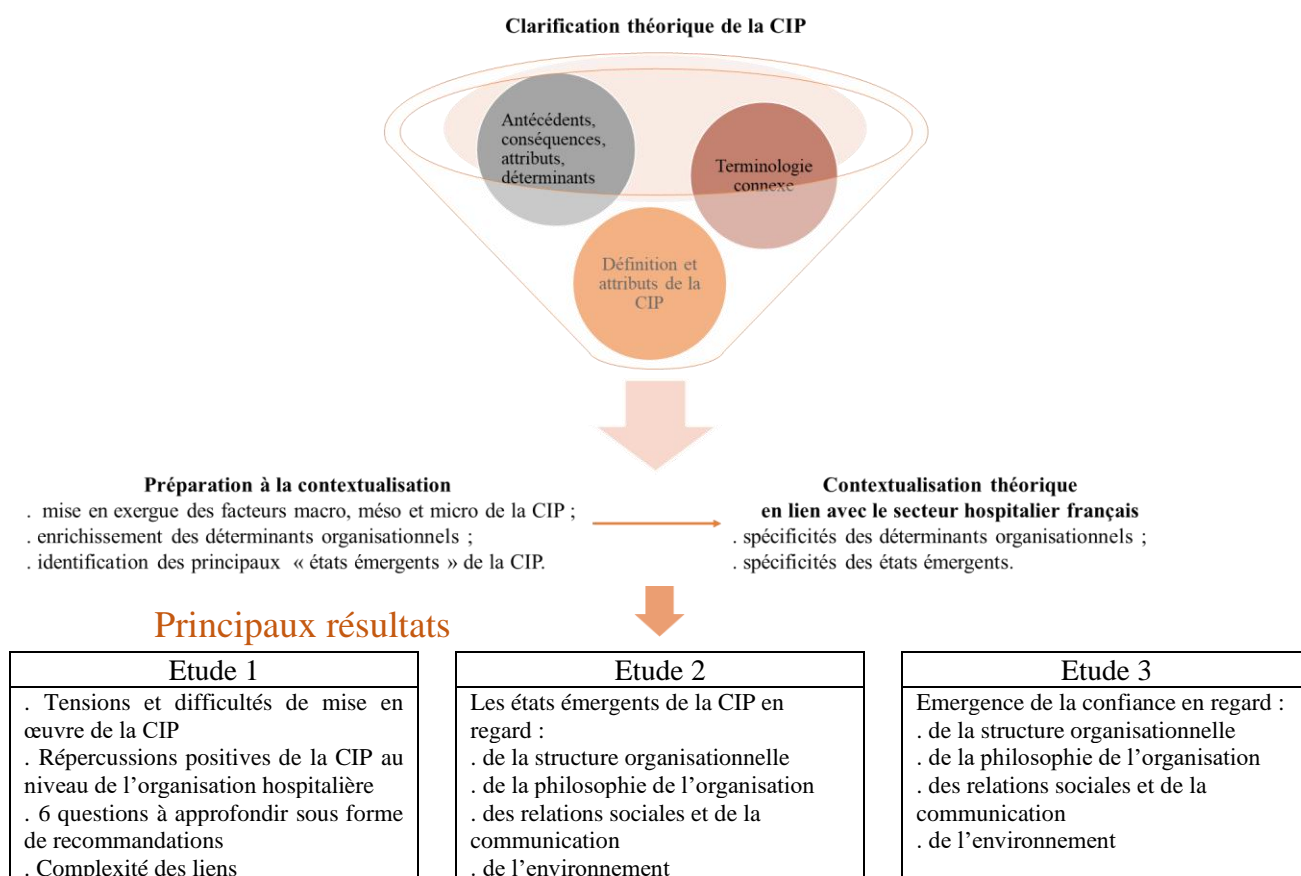 Clarification théorique de la CIP
Antécédents,
conséquences,
attributs,
déterminants
Terminologie
connexe
Définition et
attributs de la
CIP
Préparation à la contextualisation
. mise en exergue des facteurs macro, méso et micro de la CIP ;
. enrichissement des déterminants organisationnels ;
. identification des principaux « états émergents » de la CIP.
Contextualisation théorique
en lien avec le secteur hospitalier français
. spécificités des déterminants organisationnels ;
. spécificités des états émergents.
Principaux résultats
Etude 1
. Tensions et difficultés de mise en
œuvre de la CIP
. Répercussions positives de la CIP au
niveau de l'organisation hospitalière
. 6 questions à approfondir sous forme
de recommandations
. Complexité des liens
Etude 2
Les états émergents de la CIP en
regard :
. de la structure organisationnelle
. de la philosophie de l'organisation
. des relations sociales et de la
communication
. de l'environnement
Etude 3
Emergence de la confiance en regard :
. de la structure organisationnelle
. de la philosophie de l'organisation
. des relations sociales et de la
communication
. de l'environnement